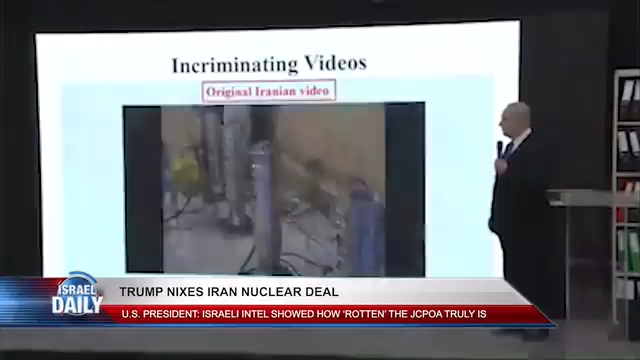 Incriminating Videos
Original Iranian video
ISRAEL
DAILY
TRUMP NIXES IRAN NUCLEAR DEAL
U.S. PRESIDENT: ISRAELI INTEL SHOWED HOW 'ROTTEN' THE JCPOA TRULY IS